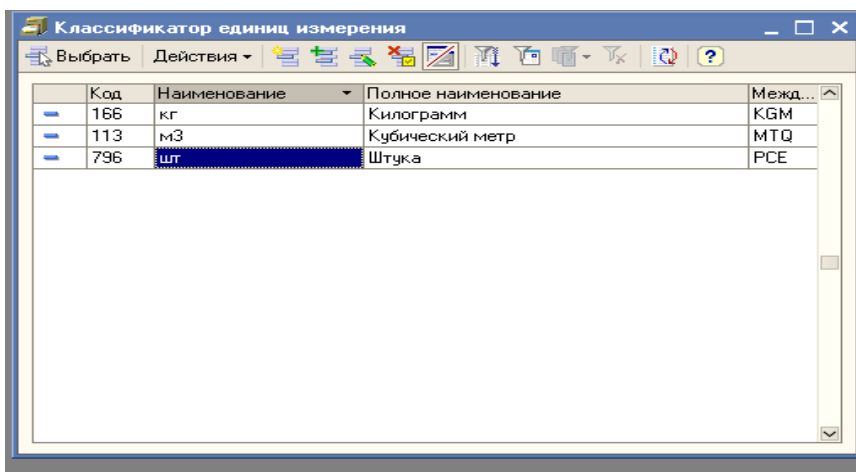 Классификатор единиц измерения
Выбрать Действия
Код Наименование Полное наименование Межд...
166 кг Килограмм KGM
113 м3 Кубический метр MTQ
796 шт Штука PCE